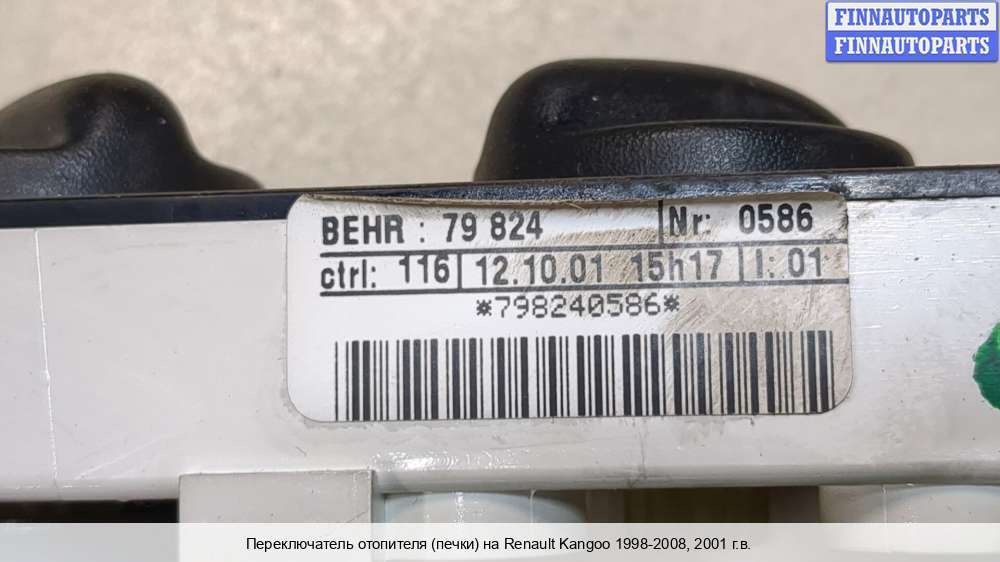 FINNAUTOPARTS
FINNAUTOPARTS
BEHR : 79 824 Nr: 0586
ctrl: 116 12.10.01 15h17 I: 01
*798240586*
Переключатель отопителя (печки) на Renault Kangoo 1998-2008, 2001 г.в.